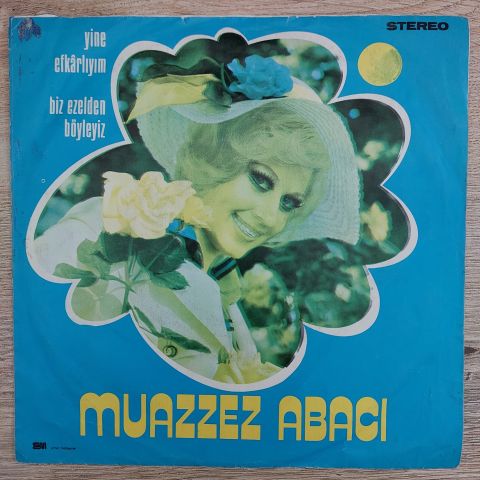 yine
efkârlıyım
biz ezelden
böyleyiz
STEREO
MUAZZEZ ABACI